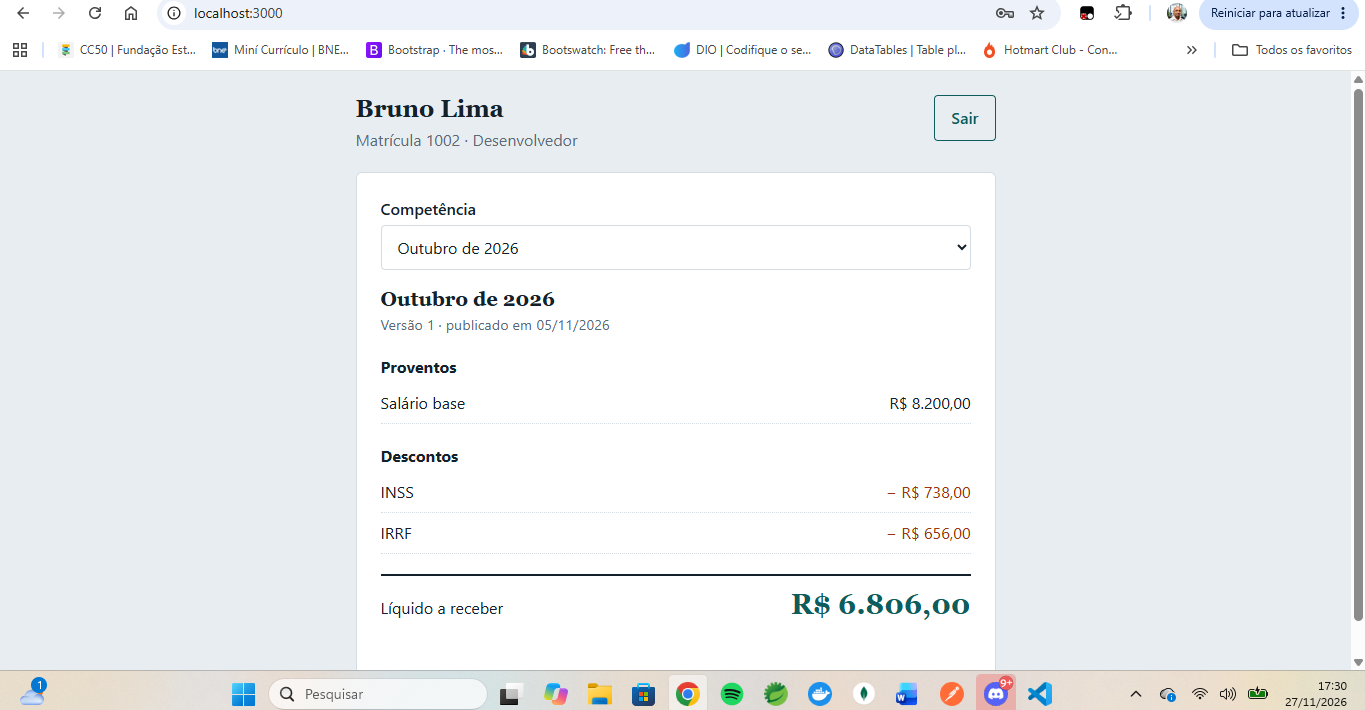 localhost:3000
Reiniciar para atualizar
CC50 | Fundação Est...
Miní Currículo | BNE...
Bootstrap · The mos...
Bootswatch: Free th...
DIO | Codifique o se...
DataTables | Table pl...
Hotmart Club - Con...
Todos os favoritos
Bruno Lima
Sair
Matrícula 1002 · Desenvolvedor
Competência
Outubro de 2026
Outubro de 2026
Versão 1 · publicado em 05/11/2026
Proventos
Salário base R$ 8.200,00
Descontos
INSS − R$ 738,00
IRRF − R$ 656,00
Líquido a receber R$ 6.806,00
1
Pesquisar
9+
17:30
27/11/2026